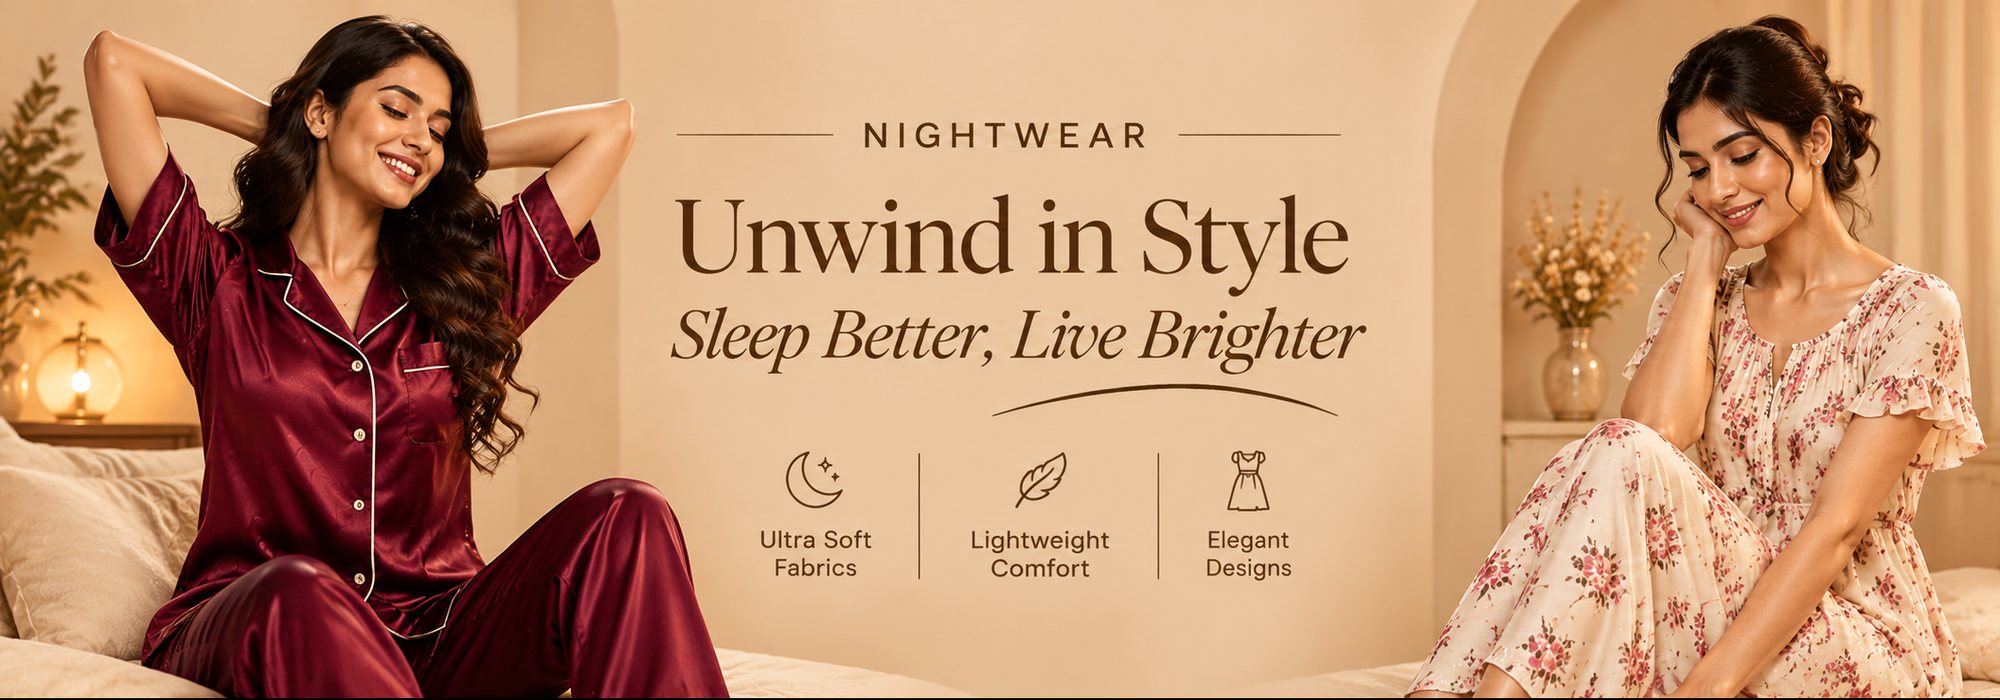 NIGHTWEAR
Unwind in Style
Sleep Better, Live Brighter
Ultra Soft
Fabrics
Lightweight
Comfort
Elegant
Designs